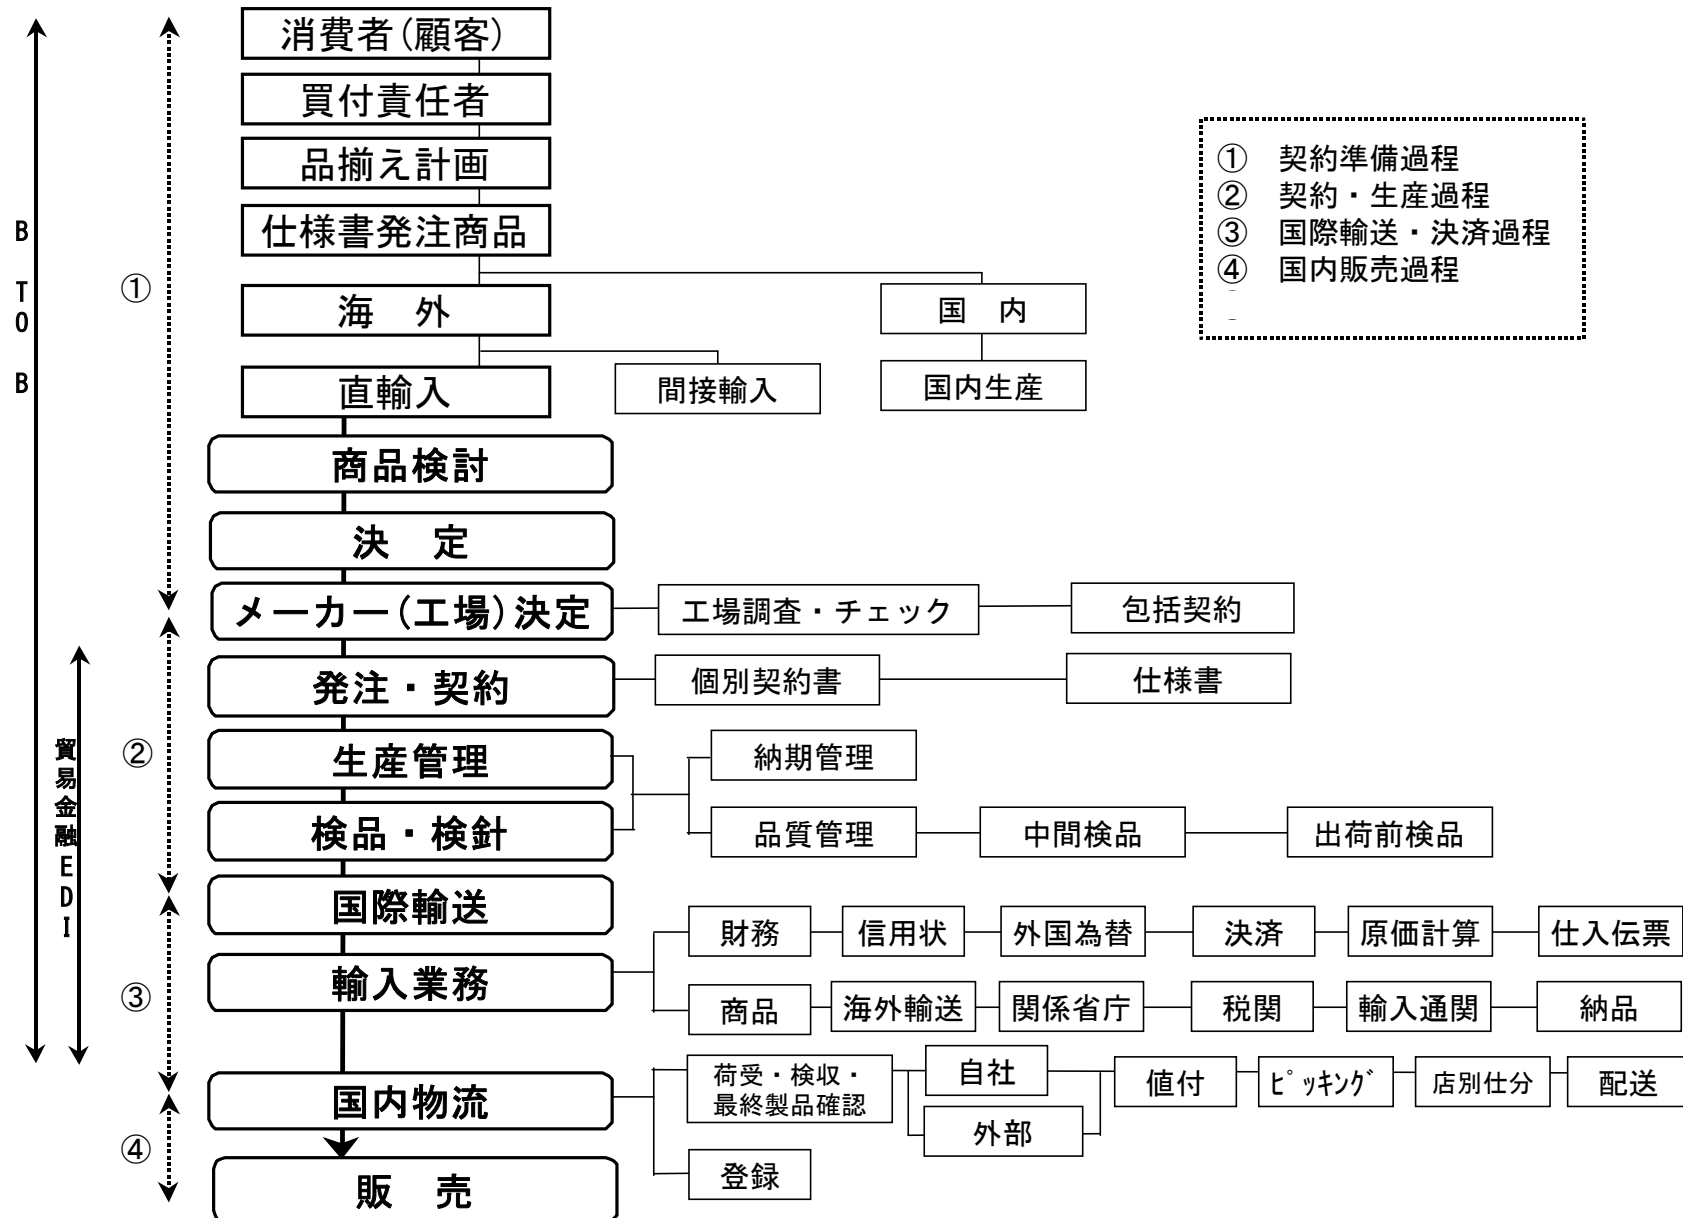 消費者(顧客)
買付責任者
品揃え計画
仕様書発注商品
海　外
国　内
直輸入
間接輸入
国内生産
①　契約準備過程
②　契約・生産過程
③　国際輸送・決済過程
④　国内販売過程
B TO B
①
商品検討
決　定
メーカー(工場)決定
工場調査・チェック
包括契約
発注・契約
個別契約書
仕様書
貿易金融EDI
②
生産管理
納期管理
検品・検針
品質管理
中間検品
出荷前検品
国際輸送
③
輸入業務
財務
信用状
外国為替
決済
原価計算
仕入伝票
商品
海外輸送
関係省庁
税関
輸入通関
納品
国内物流
荷受・検収・
最終製品確認
自社
外部
値付
ﾋﾟｯｷﾝｸﾞ
店別仕分
配送
登録
④
販　売